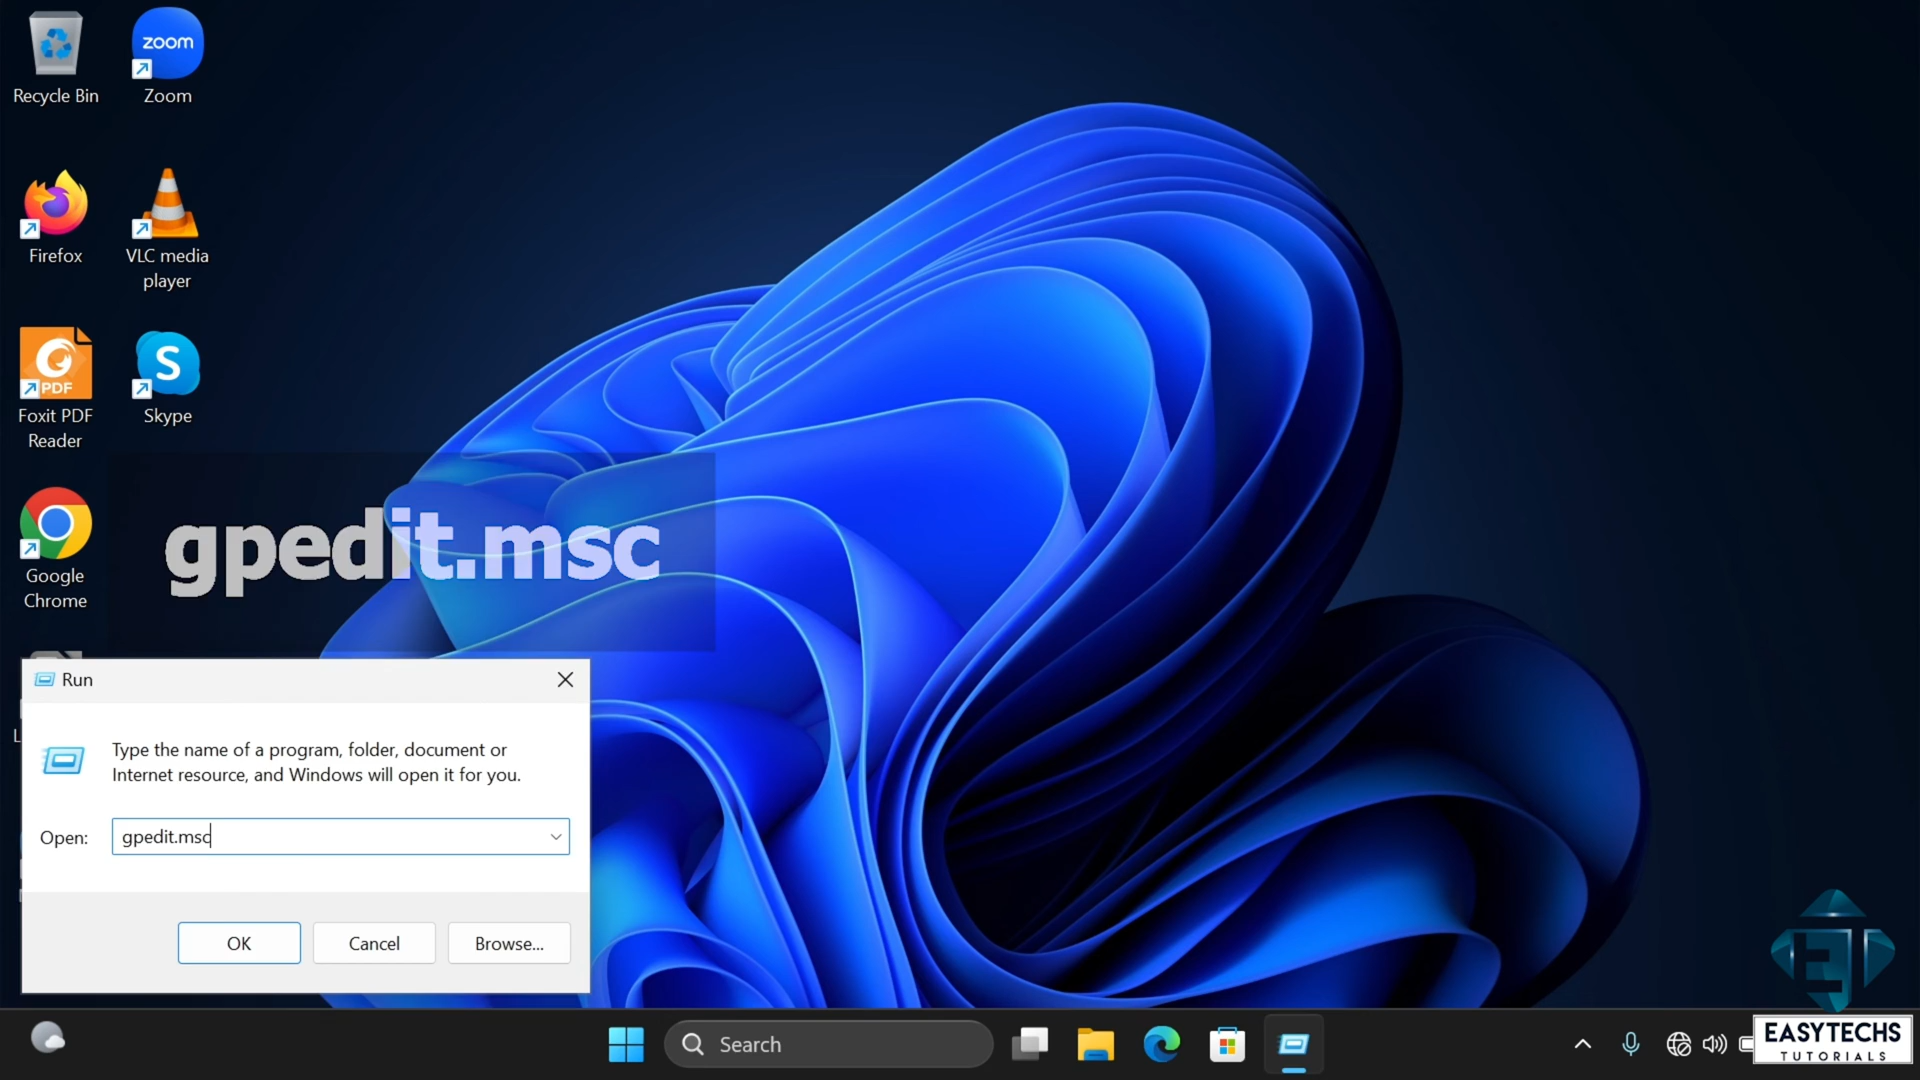 Recycle Bin
zoom
Zoom
Firefox
VLC media
player
PDF
Foxit PDF
Reader
S
Skype
Google
Chrome
gpedit.msc
Run
Type the name of a program, folder, document or
Internet resource, and Windows will open it for you.
Open:
gpedit.msc
OK
Cancel
Browse...
Search
ET
EASYTECHS
TUTORIALS